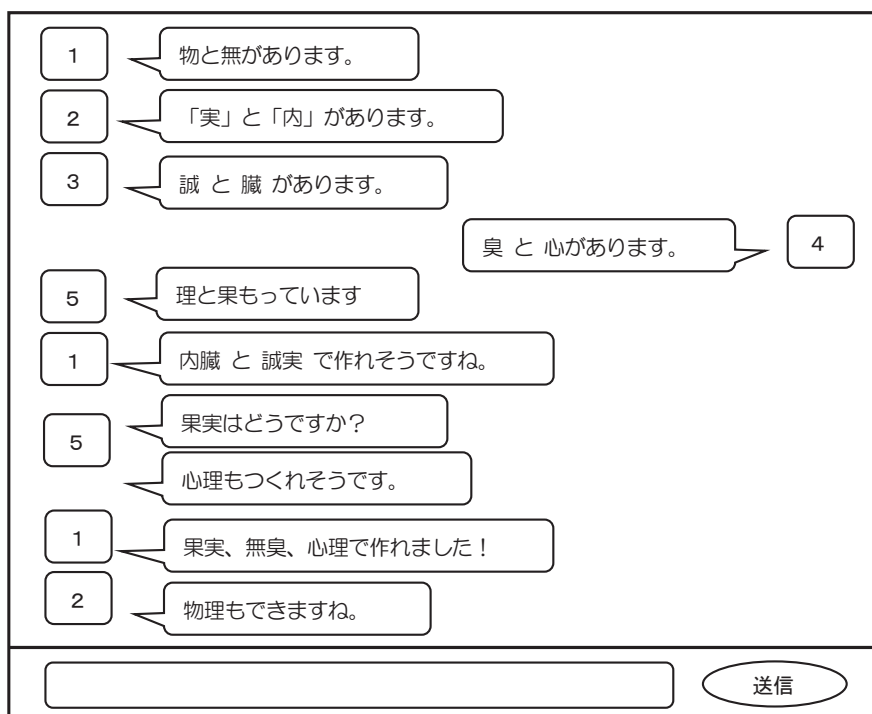 1
物と無があります。
2
「実」と「内」があります。
3
誠 と 臓 があります。
臭 と 心があります。
4
5
理と果もっています
1
内臓 と 誠実 で作れそうですね。
5
果実はどうですか？
心理もつくれそうです。
1
果実、無臭、心理で作れました！
2
物理もできますね。
送信